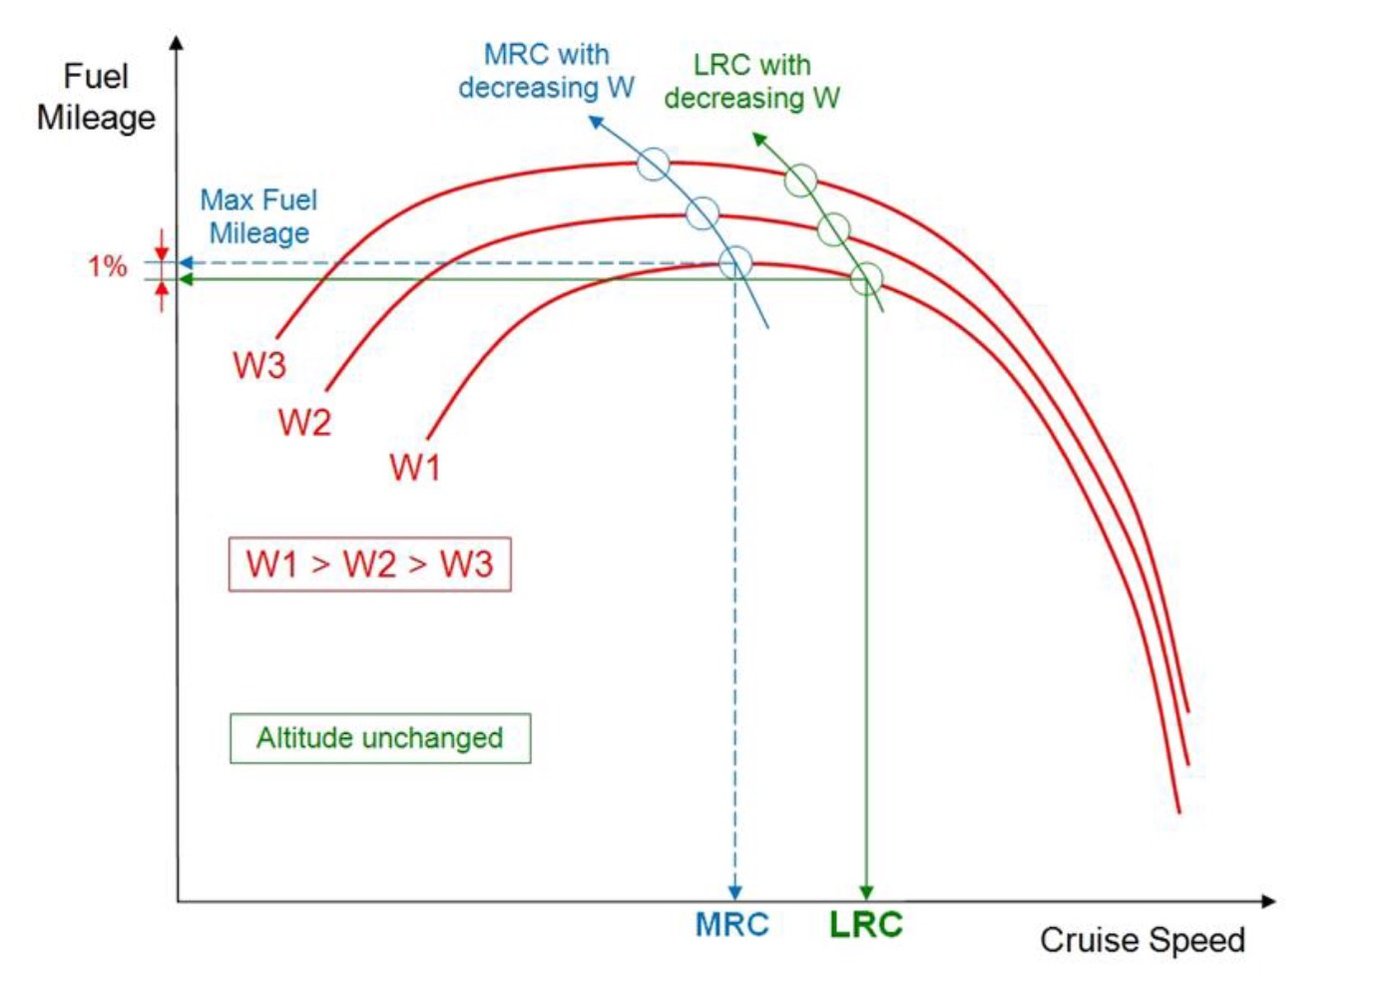 Fuel
Mileage
MRC with
decreasing W
LRC with
decreasing W
Max Fuel
Mileage
1%
W3
W2
W1
W1 > W2 > W3
Altitude unchanged
MRC
LRC
Cruise Speed